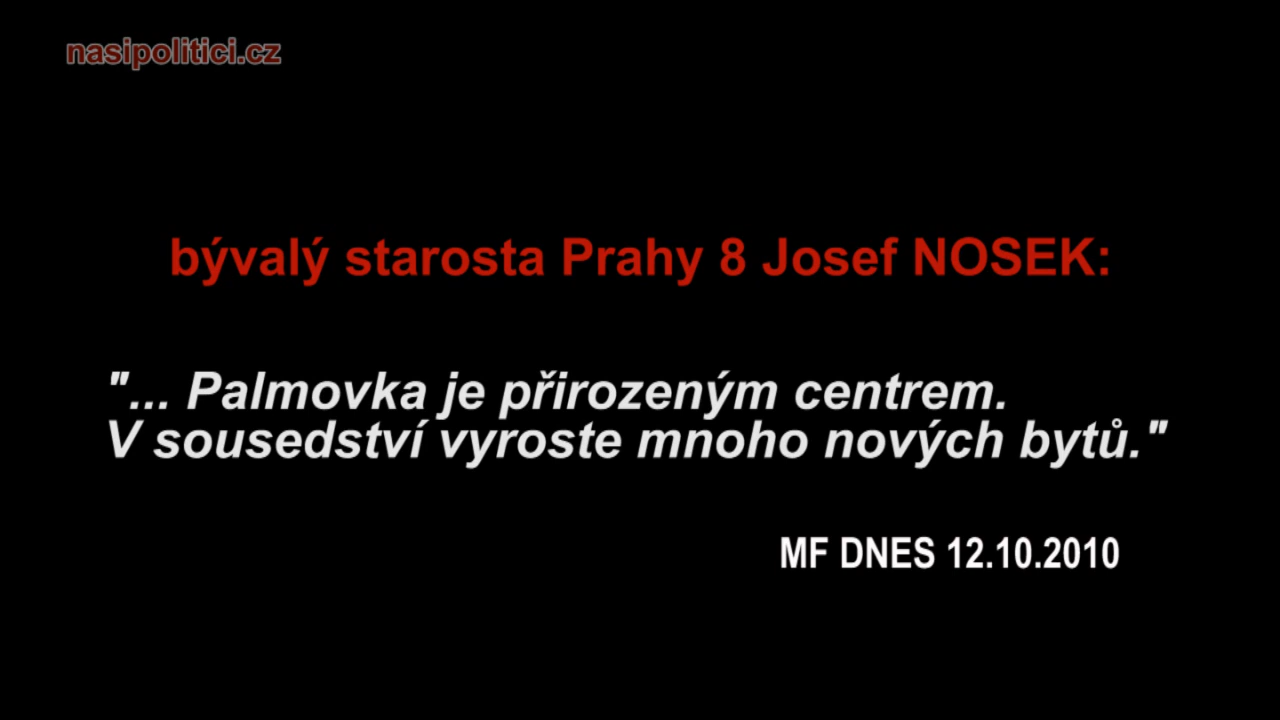 nasipolitici.cz
bývalý starosta Prahy 8 Josef NOSEK:
"... Palmovka je přirozeným centrem.
V sousedství vyroste mnoho nových bytů."
MF DNES 12.10.2010